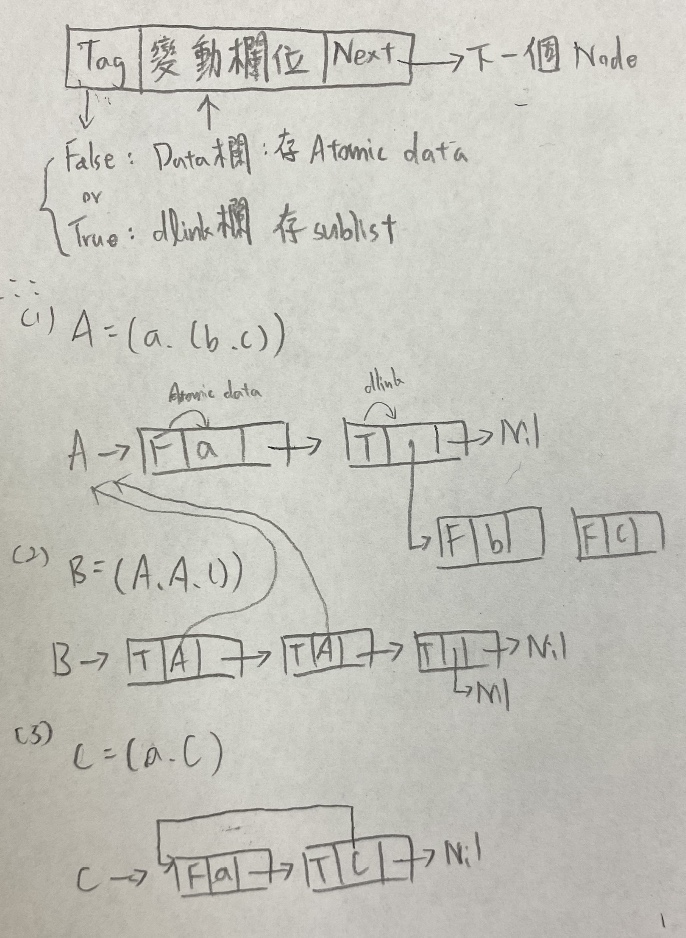 Tag 變動欄位 Next → 下一個 Node
False: Data欄:存 Atomic data
or
True: dlink欄 存 sublist
(1) A=(a.(b.c))
Atomic data
dlink
A → F a → T → Nil
F b F c
(2) B=(A.A.())
B → T A → T A → T → Nil
Nil
(3) C=(a.C)
C → F a → T C → Nil
1